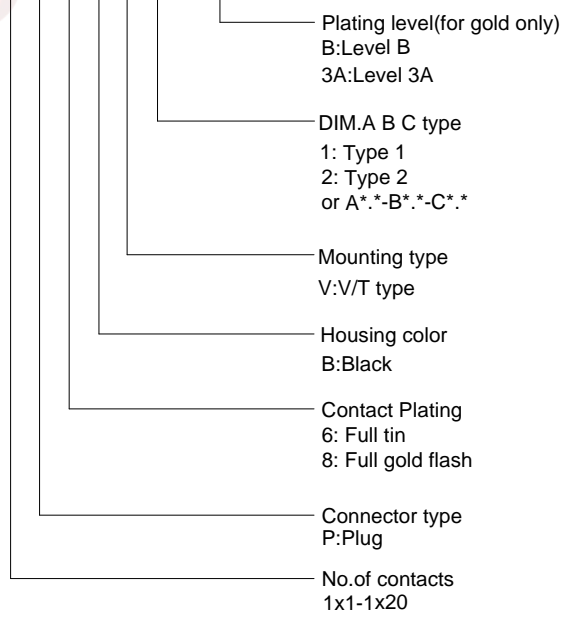 Plating level(for gold only)
B:Level B
3A:Level 3A
DIM.A B C type
1: Type 1
2: Type 2
or A*.*-B*.*-C*.*
Mounting type
V:V/T type
Housing color
B:Black
Contact Plating
6: Full tin
8: Full gold flash
Connector type
P:Plug
No.of contacts
1x1-1x20